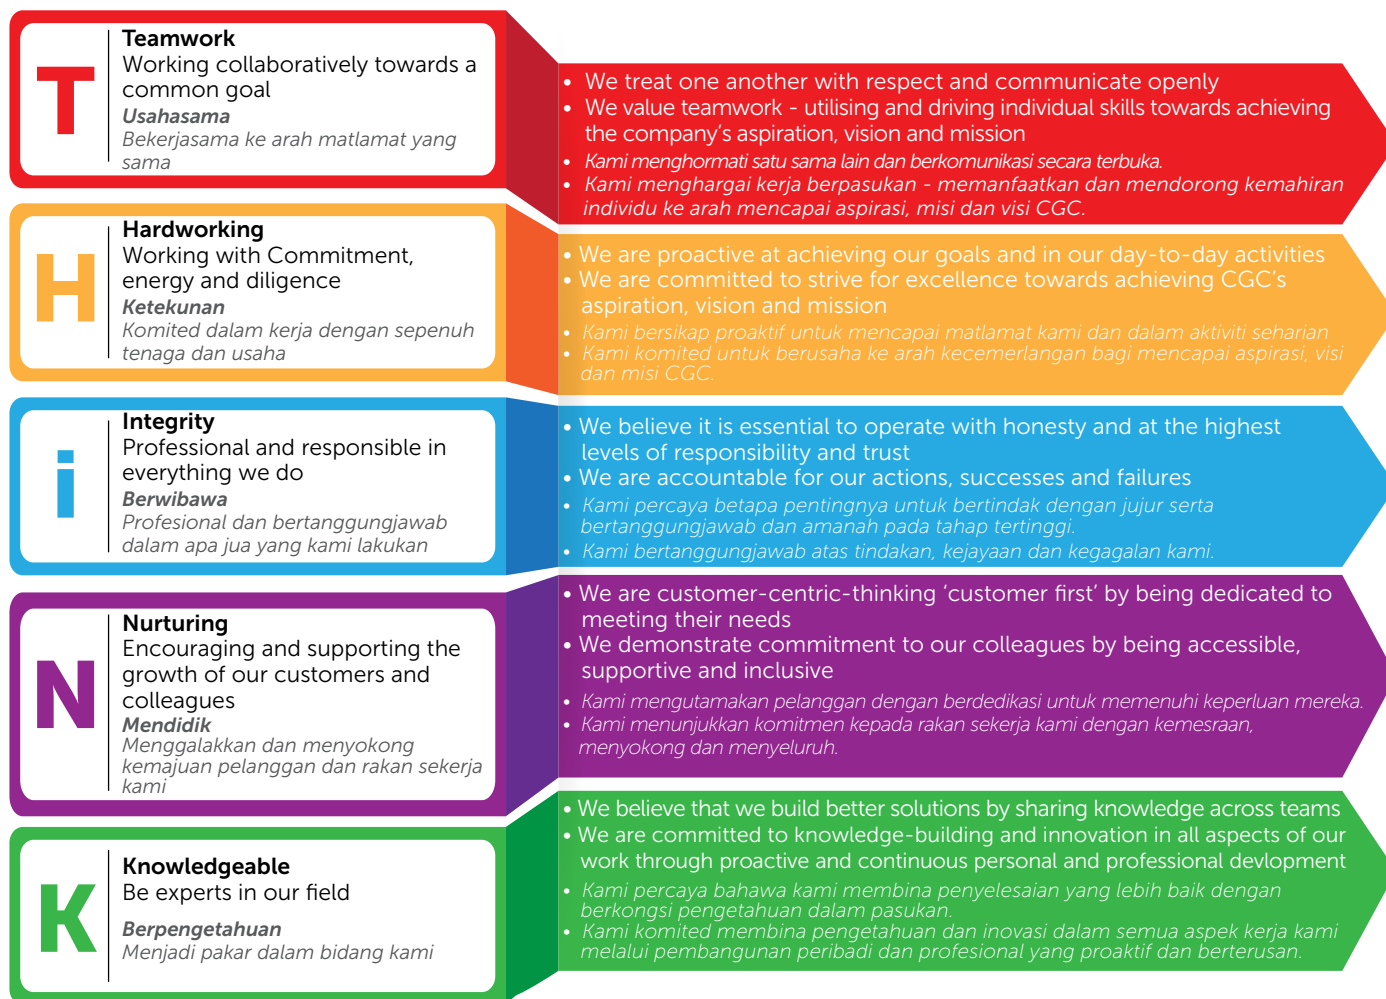 T
Teamwork
Working collaboratively towards a
common goal
Usahasama
Bekerjasama ke arah matlamat yang
sama
• We treat one another with respect and communicate openly
• We value teamwork - utilising and driving individual skills towards achieving
the company's aspiration, vision and mission
• Kami menghormati satu sama lain dan berkomunikasi secara terbuka.
• Kami menghargai kerja berpasukan - memanfaatkan dan mendorong kemahiran
individu ke arah mencapai aspirasi, misi dan visi CGC.
H
Hardworking
Working with Commitment,
energy and diligence
Ketekunan
Komited dalam kerja dengan sepenuh
tenaga dan usaha
• We are proactive at achieving our goals and in our day-to-day activities
• We are committed to strive for excellence towards achieving CGC's
aspiration, vision and mission
• Kami bersikap proaktif untuk mencapai matlamat kami dan dalam aktiviti seharian
• Kami komited untuk berusaha ke arah kecemerlangan bagi mencapai aspirasi, visi
dan misi CGC.
i
Integrity
Professional and responsible in
everything we do
Berwibawa
Profesional dan bertanggungjawab
dalam apa jua yang kami lakukan
• We believe it is essential to operate with honesty and at the highest
levels of responsibility and trust
• We are accountable for our actions, successes and failures
• Kami percaya betapa pentingnya untuk bertindak dengan jujur serta
bertanggungjawab dan amanah pada tahap tertinggi.
• Kami bertanggungjawab atas tindakan, kejayaan dan kegagalan kami.
N
Nurturing
Encouraging and supporting the
growth of our customers and
colleagues
Mendidik
Menggalakkan dan menyokong
kemajuan pelanggan dan rakan sekerja
kami
• We are customer-centric-thinking 'customer first' by being dedicated to
meeting their needs
• We demonstrate commitment to our colleagues by being accessible,
supportive and inclusive
• Kami mengutamakan pelanggan dengan berdedikasi untuk memenuhi keperluan mereka.
• Kami menunjukkan komitmen kepada rakan sekerja kami dengan kemesraan,
menyokong dan menyeluruh.
K
Knowledgeable
Be experts in our field
Berpengetahuan
Menjadi pakar dalam bidang kami
• We believe that we build better solutions by sharing knowledge across teams
• We are committed to knowledge-building and innovation in all aspects of our
work through proactive and continuous personal and professional devlopment
• Kami percaya bahawa kami membina penyelesaian yang lebih baik dengan
berkongsi pengetahuan dalam pasukan.
• Kami komited membina pengetahuan dan inovasi dalam semua aspek kerja kami
melalui pembangunan peribadi dan profesional yang proaktif dan berterusan.